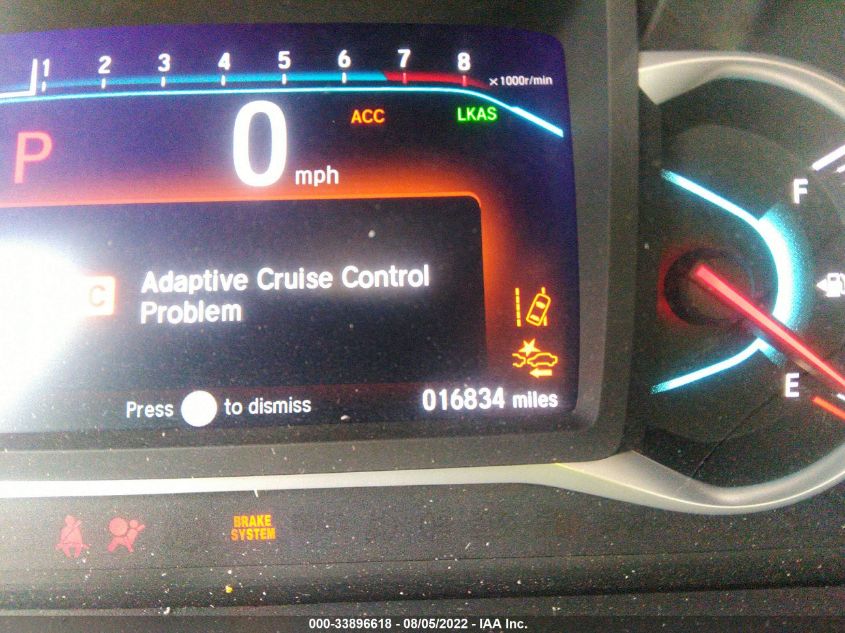 1 2 3 4 5 6 7 8 x1000r/min
P 0 mph ACC LKAS
F
C Adaptive Cruise Control
Problem
E
Press to dismiss 016834 miles
BRAKE
SYSTEM
000-33896618 - 08/05/2022 - IAA Inc.